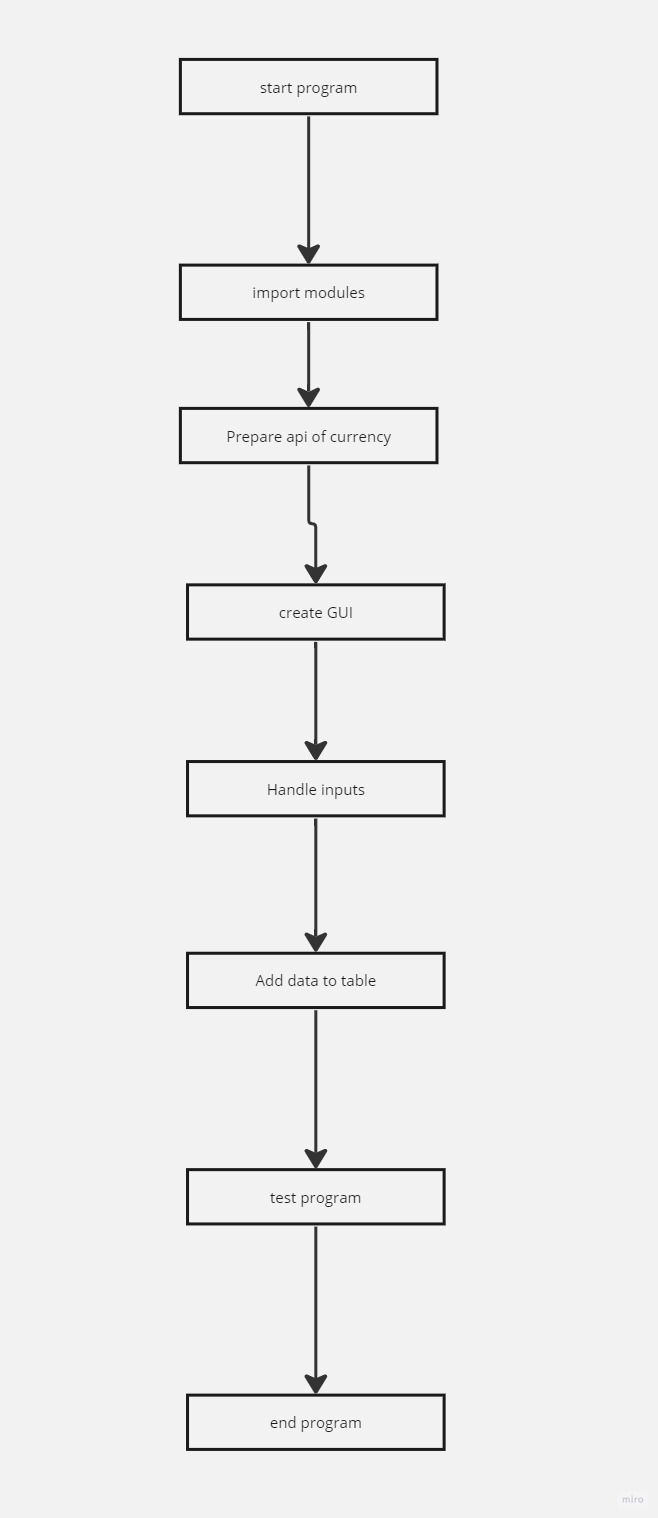 start program
import modules
Prepare api of currency
create GUI
Handle inputs
Add data to table
test program
end program
miro